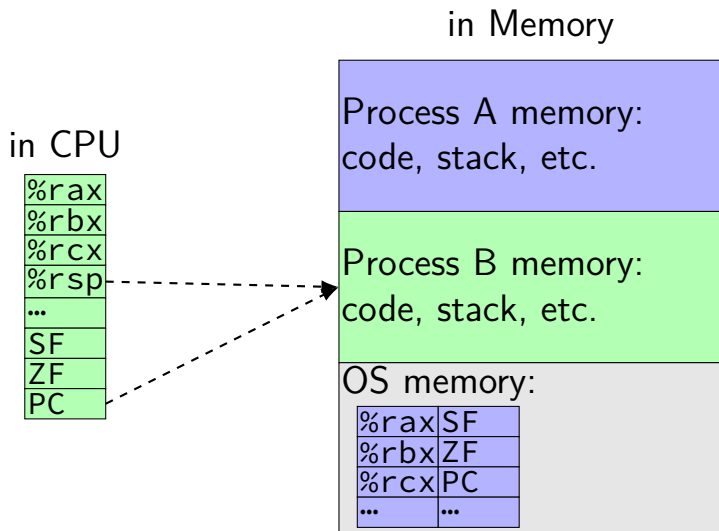 in Memory
Process A memory:
code, stack, etc.
in CPU
%rax
%rbx
%rcx
%rsp
…
SF
ZF
PC
Process B memory:
code, stack, etc.
OS memory:
%rax SF
%rbx ZF
%rcx PC
… …